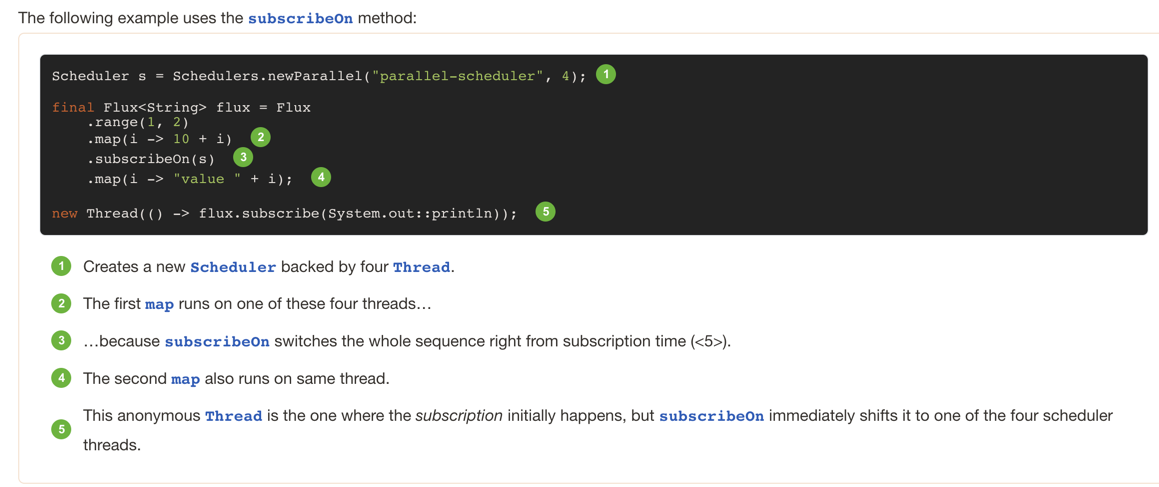 The following example uses the subscribeOn method:
Scheduler s = Schedulers.newParallel("parallel-scheduler", 4); 1
final Flux<String> flux = Flux
    .range(1, 2)
    .map(i -> 10 + i) 2
    .subscribeOn(s) 3
    .map(i -> "value " + i); 4
new Thread(() -> flux.subscribe(System.out::println)); 5
1 Creates a new Scheduler backed by four Thread.
2 The first map runs on one of these four threads…
3 …because subscribeOn switches the whole sequence right from subscription time (<5>).
4 The second map also runs on same thread.
5 This anonymous Thread is the one where the subscription initially happens, but subscribeOn immediately shifts it to one of the four scheduler
threads.